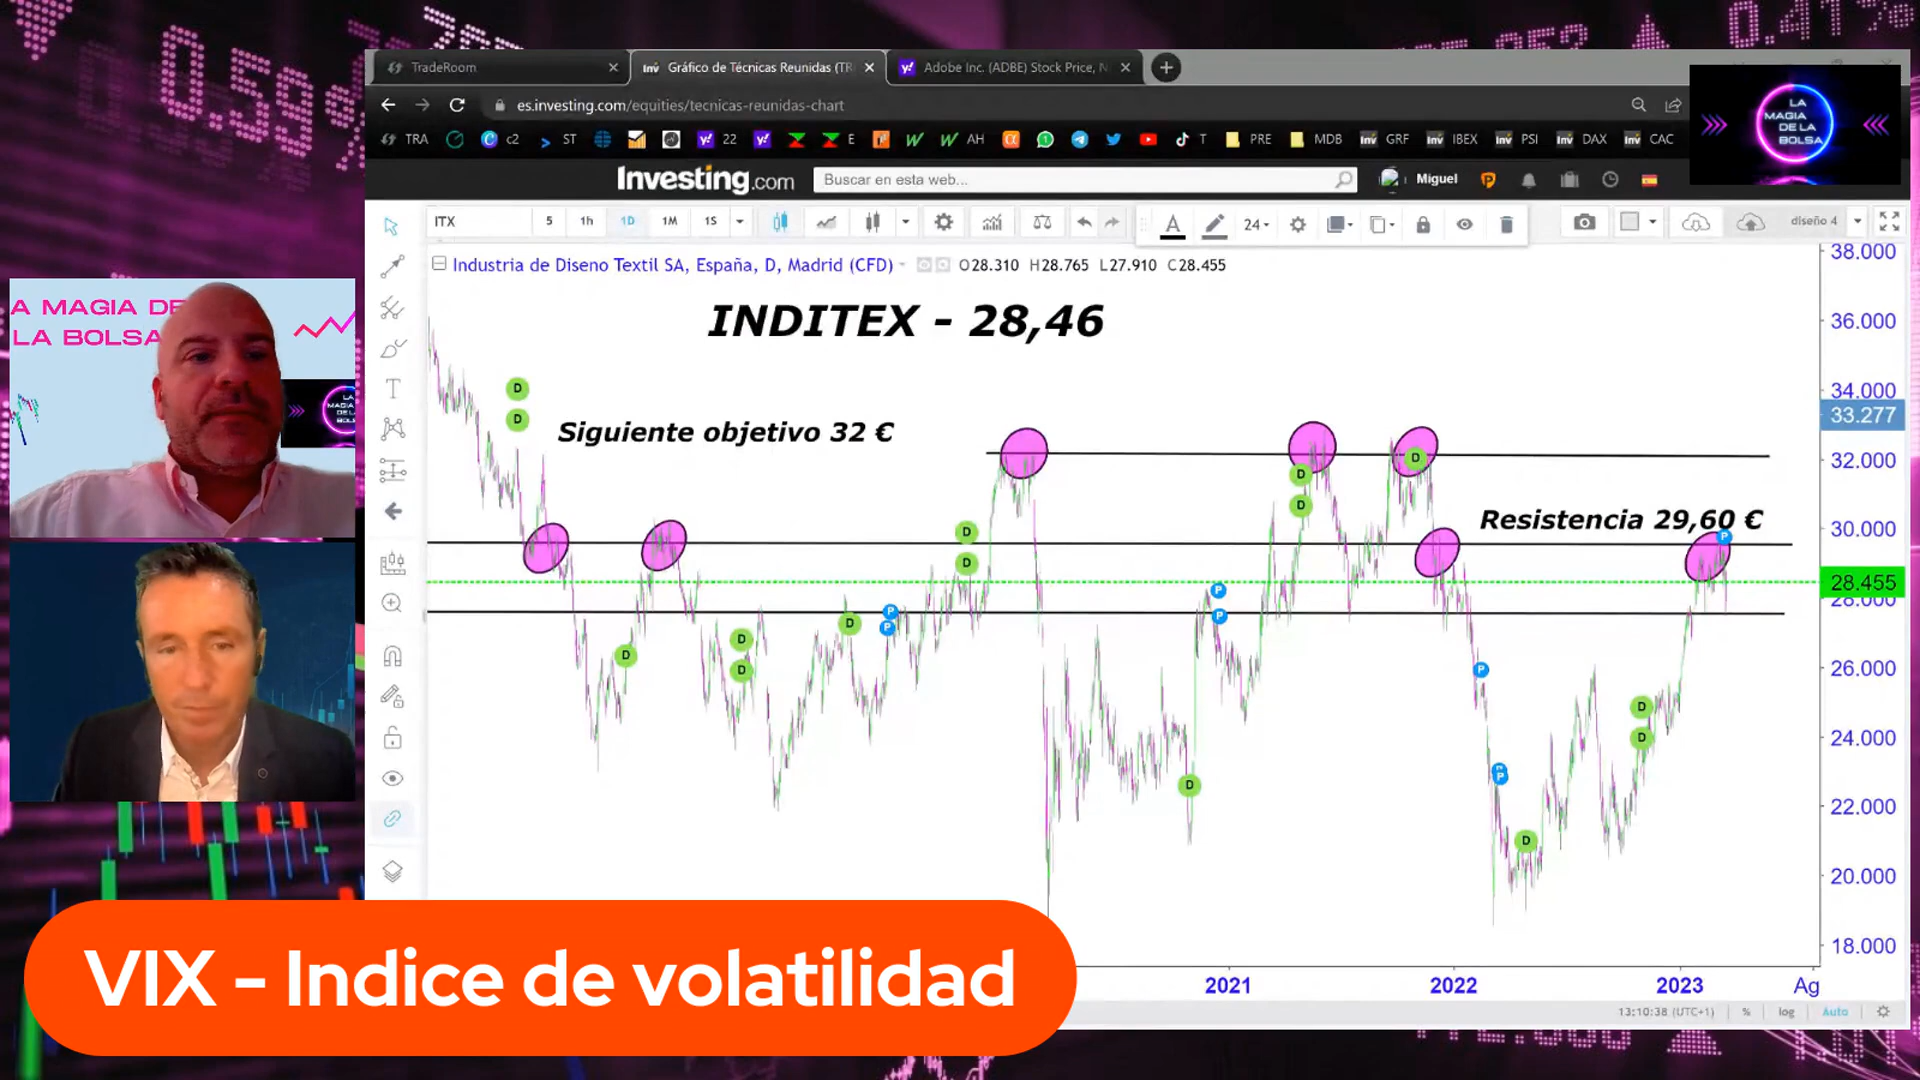 0.59%
0.41%
TradeRoom
Gráfico de Técnicas Reunidas (TR
Adobe Inc. (ADBE) Stock Price, N
es.investing.com/equities/tecnicas-reunidas-chart
TRA c2 ST 22 E AH T PRE MDB GRF IBEX PSI DAX CAC
LA
MAGIA
DE LA
BOLSA
Investing.com
Buscar en esta web...
Miguel
ITX 5 1h 1D 1M 1S
A 24
diseño 4
Industria de Diseno Textil SA, España, D, Madrid (CFD)
O28.310 H28.765 L27.910 C28.455
INDITEX - 28,46
Siguiente objetivo 32 €
Resistencia 29,60 €
38.000
36.000
34.000
33.277
32.000
30.000
28.455
28.000
26.000
24.000
22.000
20.000
18.000
A MAGIA DE
LA BOLSA
2021
2022
2023
Ag
13:10:38 (UTC+1)
%
log
Auto
VIX - Indice de volatilidad